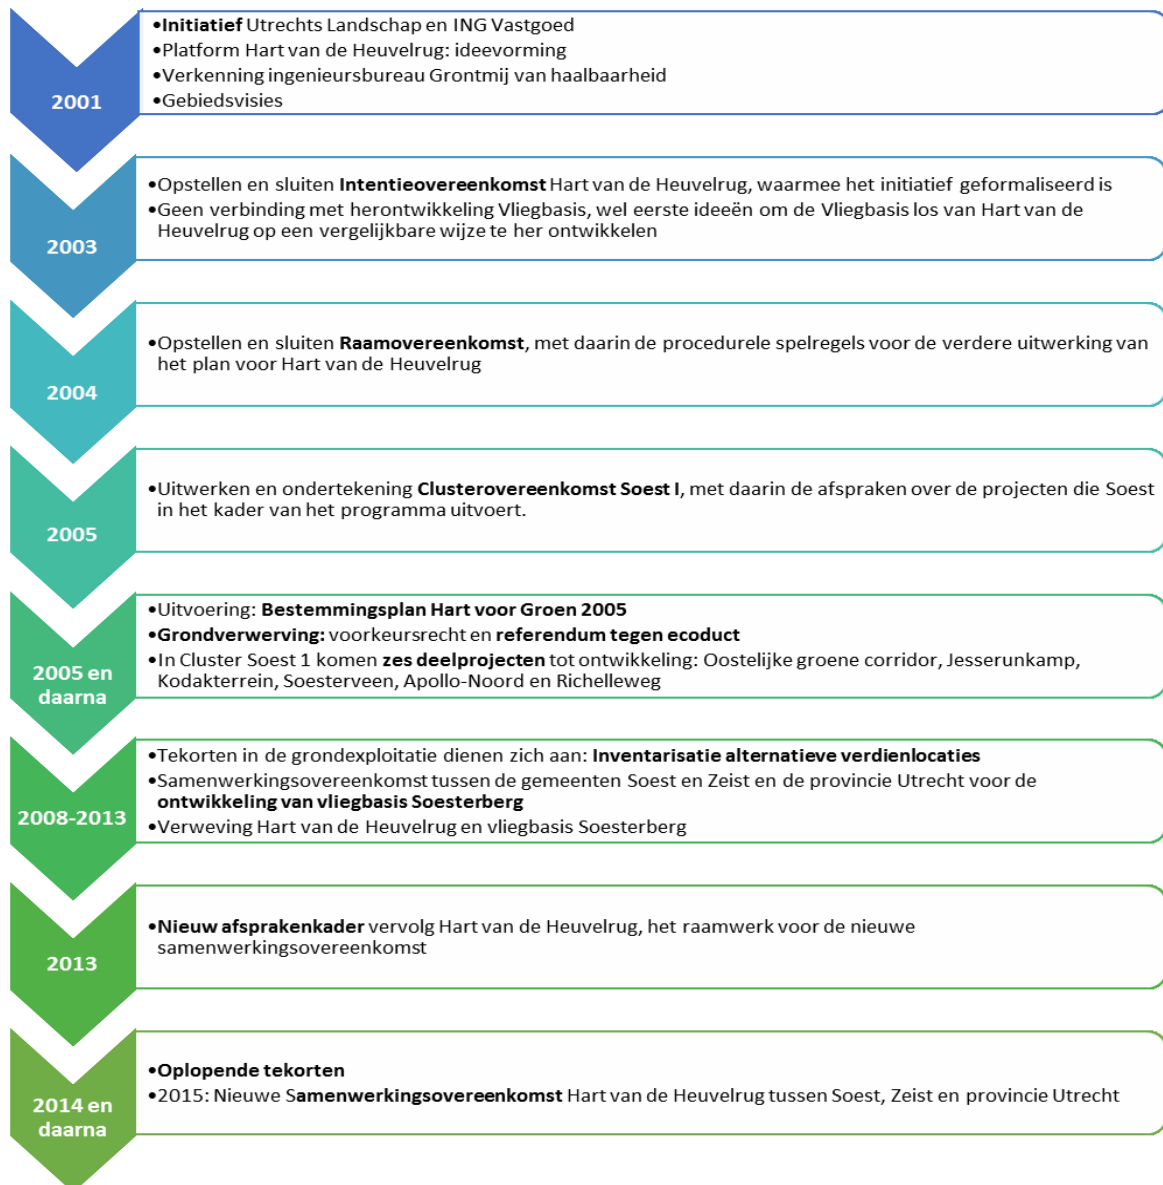 2001
•Initiatief Utrechts Landschap en ING Vastgoed
•Platform Hart van de Heuvelrug: ideevorming
•Verkenning ingenieursbureau Grontmij van haalbaarheid
•Gebiedsvisies
2003
•Opstellen en sluiten Intentieovereenkomst Hart van de Heuvelrug, waarmee het initiatief geformaliseerd is
•Geen verbinding met herontwikkeling Vliegbasis, wel eerste ideeën om de Vliegbasis los van Hart van de
Heuvelrug op een vergelijkbare wijze te her ontwikkelen
2004
•Opstellen en sluiten Raamovereenkomst, met daarin de procedurele spelregels voor de verdere uitwerking van
het plan voor Hart van de Heuvelrug
2005
•Uitwerken en ondertekening Clusterovereenkomst Soest I, met daarin de afspraken over de projecten die Soest
in het kader van het programma uitvoert.
2005 en
daarna
•Uitvoering: Bestemmingsplan Hart voor Groen 2005
•Grondverwerving: voorkeursrecht en referendum tegen ecoduct
•In Cluster Soest 1 komen zes deelprojecten tot ontwikkeling: Oostelijke groene corridor, Jesserunkamp,
Kodakterrein, Soesterveen, Apollo-Noord en Richelleweg
2008-2013
•Tekorten in de grondexploitatie dienen zich aan: Inventarisatie alternatieve verdienlocaties
•Samenwerkingsovereenkomst tussen de gemeenten Soest en Zeist en de provincie Utrecht voor de
ontwikkeling van vliegbasis Soesterberg
•Verweving Hart van de Heuvelrug en vliegbasis Soesterberg
2013
•Nieuw afsprakenkader vervolg Hart van de Heuvelrug, het raamwerk voor de nieuwe
samenwerkingsovereenkomst
2014 en
daarna
•Oplopende tekorten
•2015: Nieuwe Samenwerkingsovereenkomst Hart van de Heuvelrug tussen Soest, Zeist en provincie Utrecht